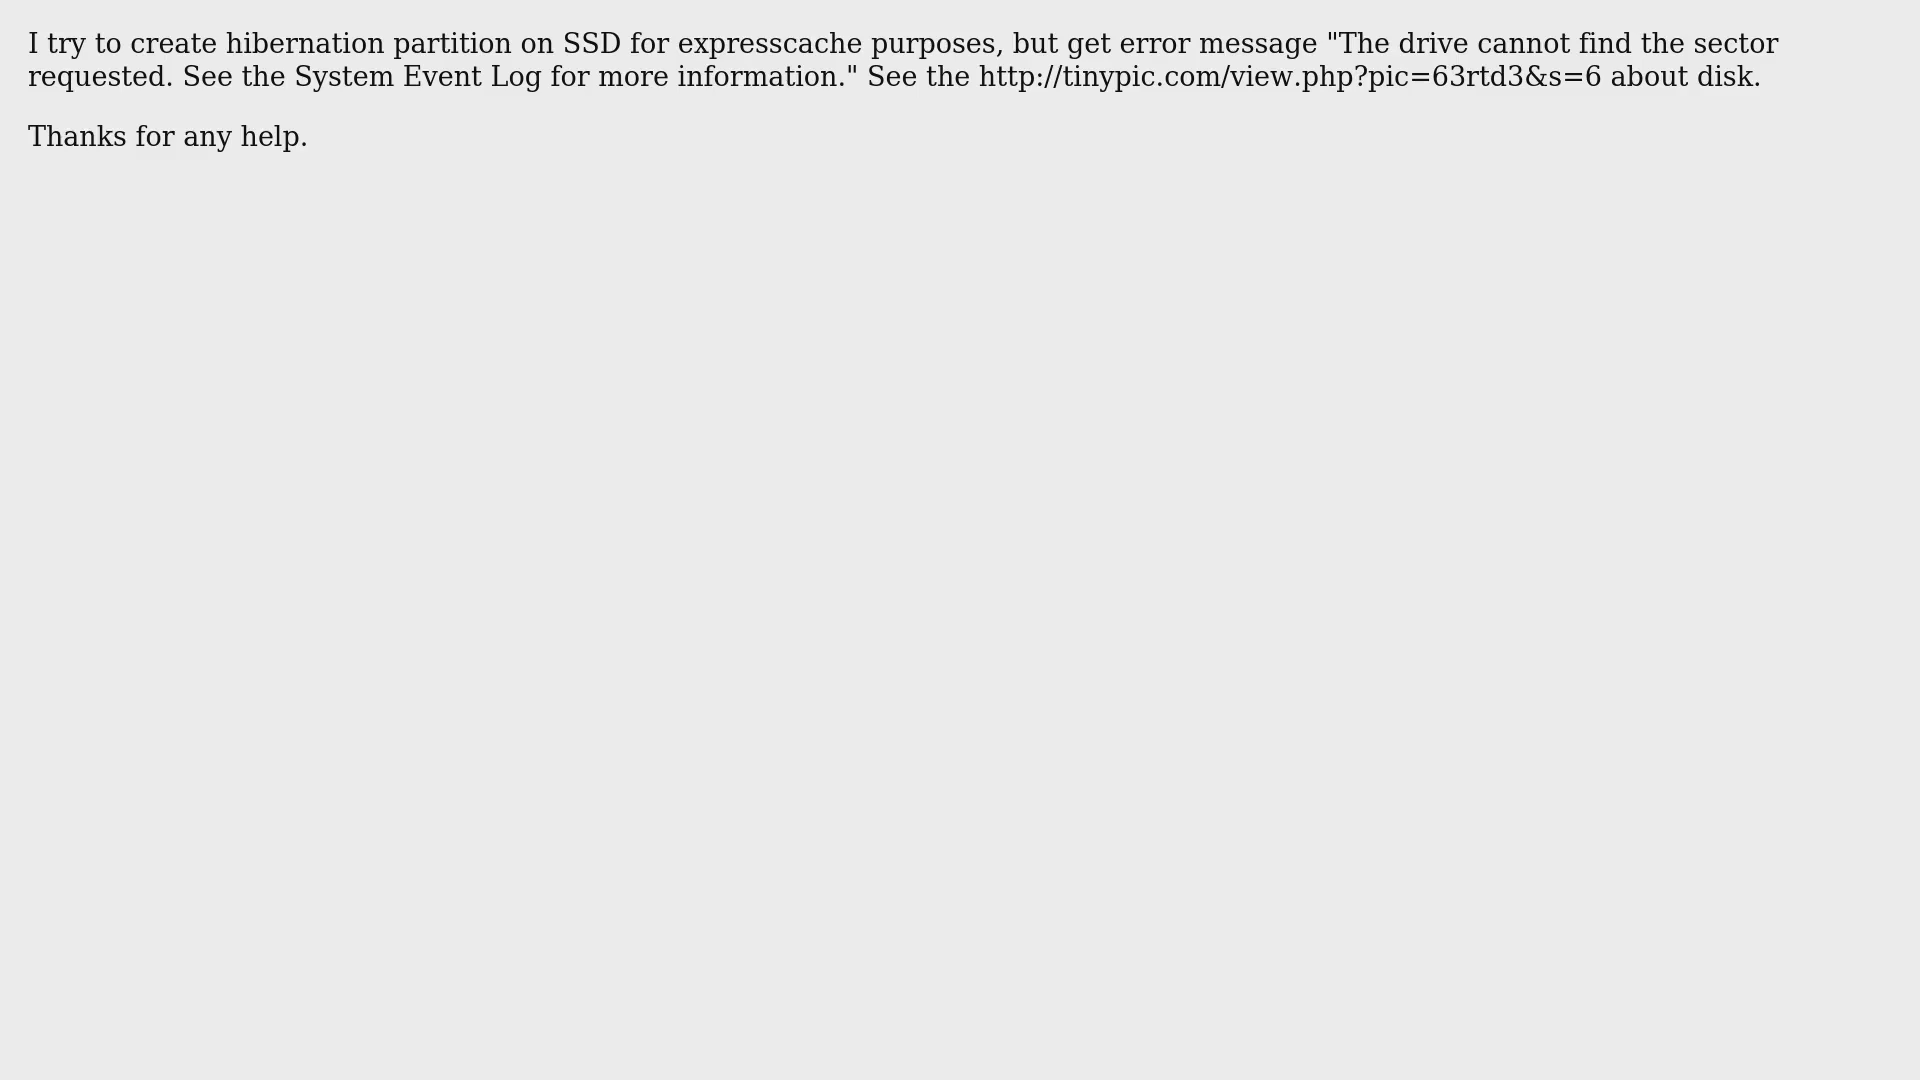 I try to create hibernation partition on SSD for expresscache purposes, but get error message "The drive cannot find the sector
requested. See the System Event Log for more information." See the http://tinypic.com/view.php?pic=63rtd3&s=6 about disk.
Thanks for any help.